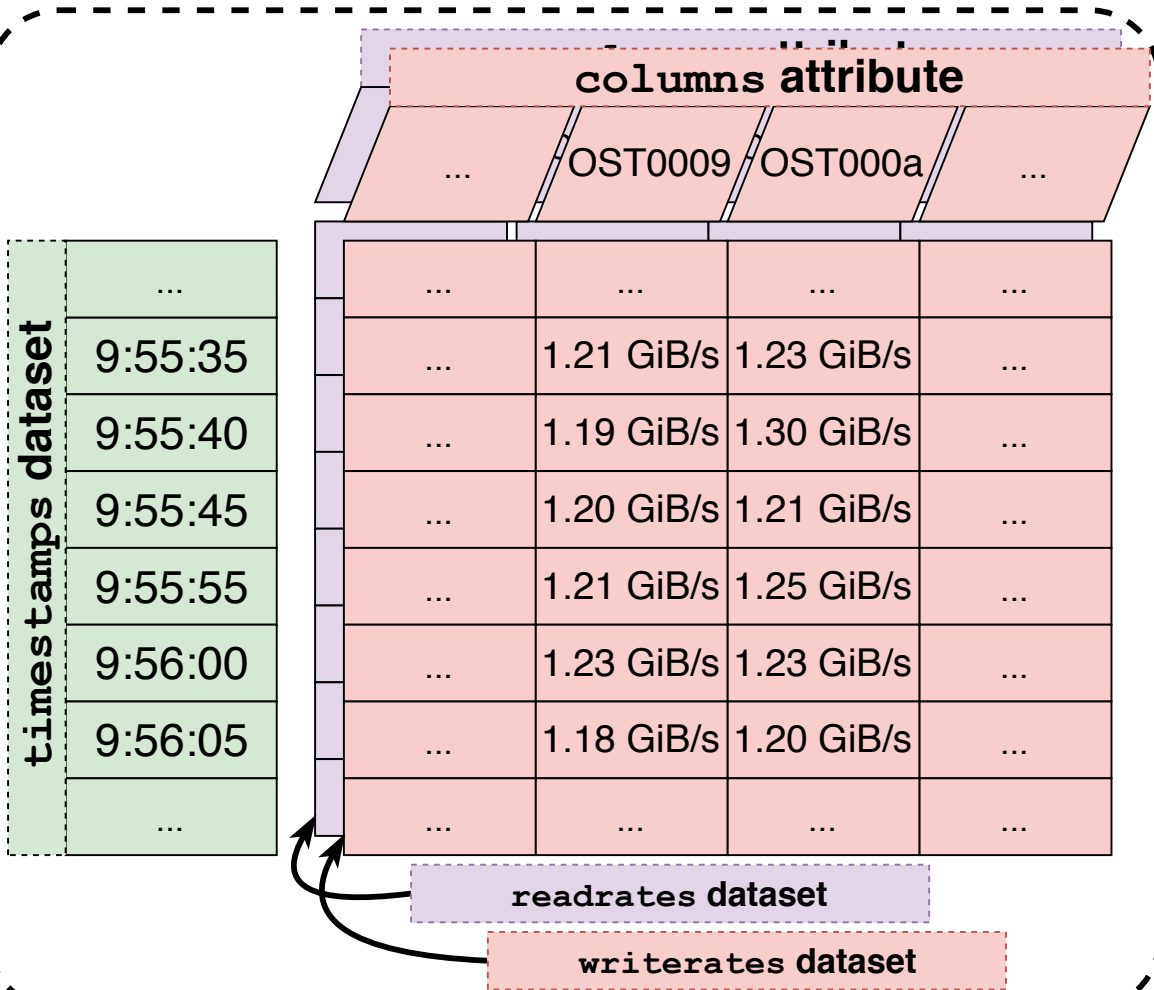 columns attribute
... OST0009 OST000a ...
timestamps dataset
... ... ... ... ...
9:55:35 ... 1.21 GiB/s 1.23 GiB/s ...
9:55:40 ... 1.19 GiB/s 1.30 GiB/s ...
9:55:45 ... 1.20 GiB/s 1.21 GiB/s ...
9:55:55 ... 1.21 GiB/s 1.25 GiB/s ...
9:56:00 ... 1.23 GiB/s 1.23 GiB/s ...
9:56:05 ... 1.18 GiB/s 1.20 GiB/s ...
... ... ... ... ...
readrates dataset
writerates dataset